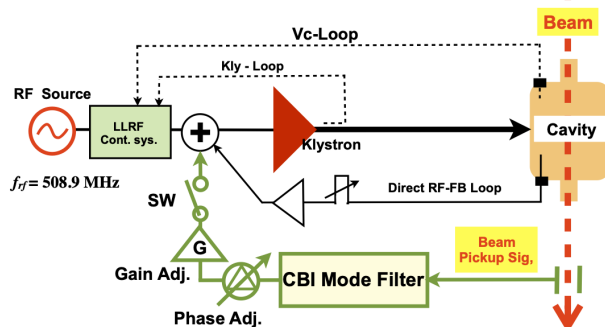 Beam
Vc-Loop
Kly - Loop
RF Source
LLRF
Cont. sys.
+
Klystron
Cavity
f_rf = 508.9 MHz
SW
Direct RF-FB Loop
G
Gain Adj.
Beam
Pickup Sig,
CBI Mode Filter
Phase Adj.